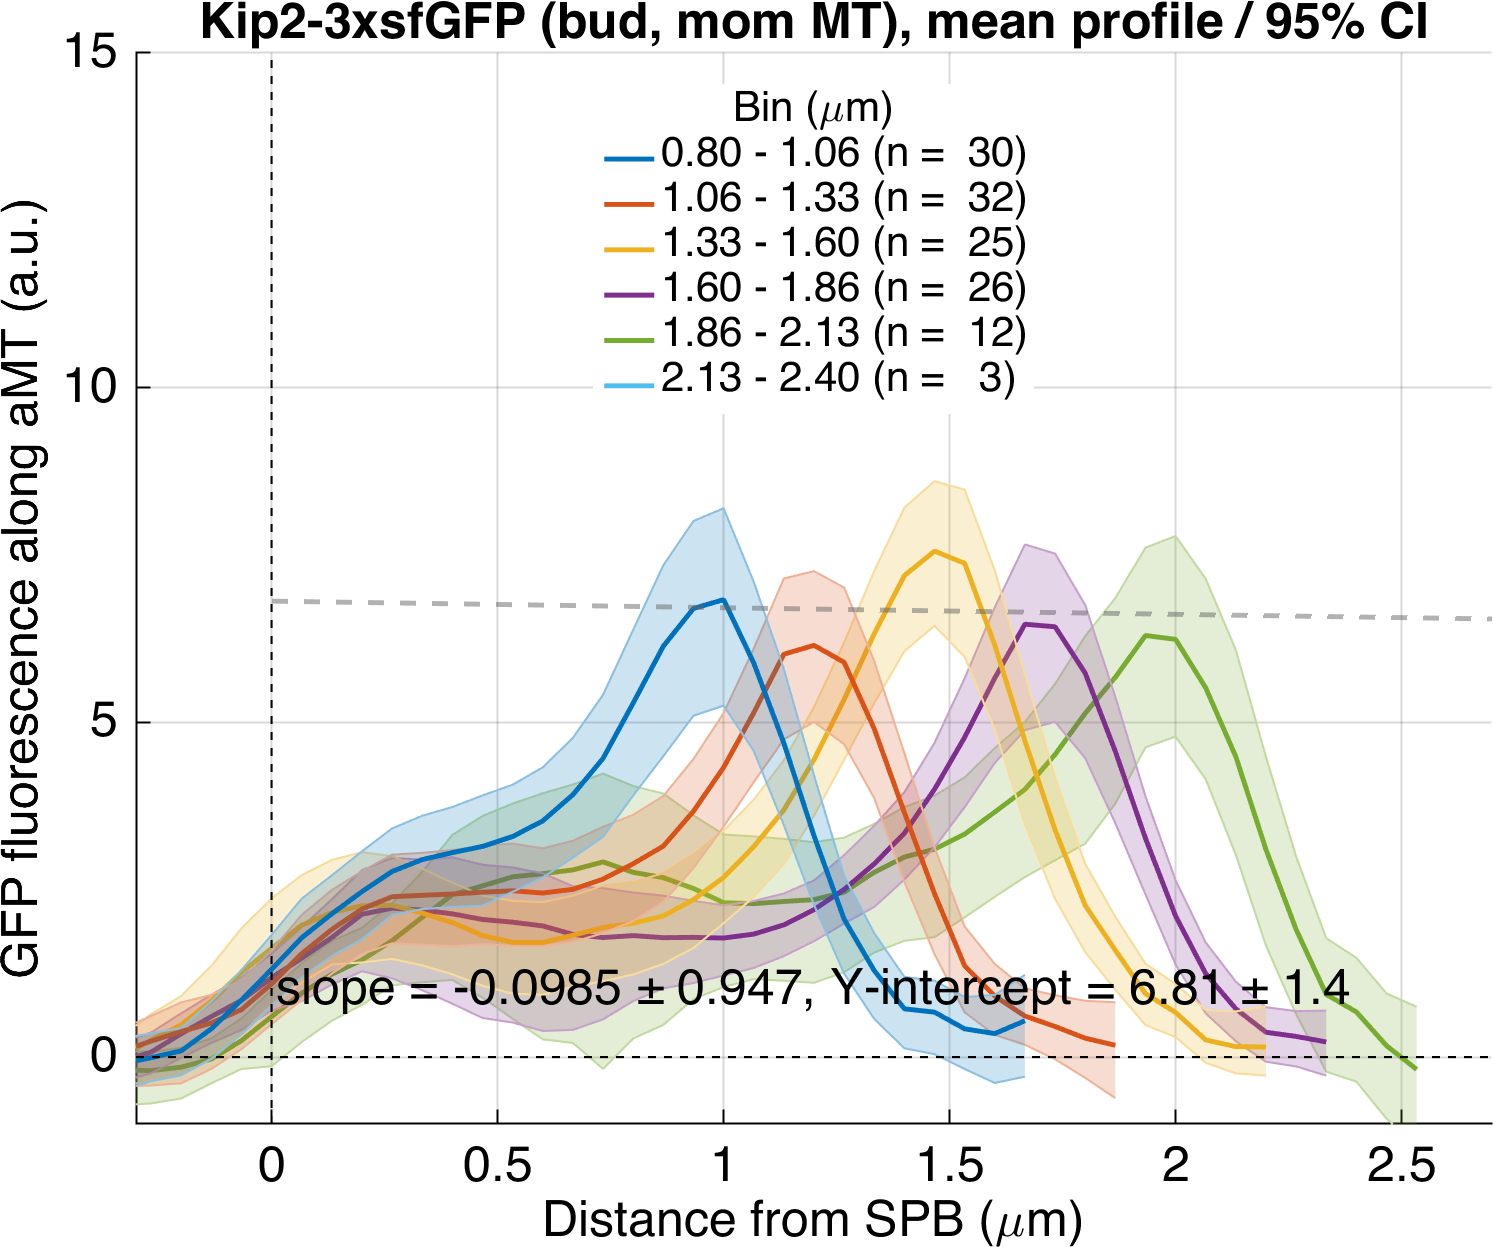 Kip2-3xsfGFP (bud, mom MT), mean profile / 95% CI
GFP fluorescence along aMT (a.u.)
15
10
5
0
Bin (μm)
0.80 - 1.06 (n = 30)
1.06 - 1.33 (n = 32)
1.33 - 1.60 (n = 25)
1.60 - 1.86 (n = 26)
1.86 - 2.13 (n = 12)
2.13 - 2.40 (n = 3)
slope = -0.0985 ± 0.947, Y-intercept = 6.81 ± 1.4
0 0.5 1 1.5 2 2.5
Distance from SPB (μm)